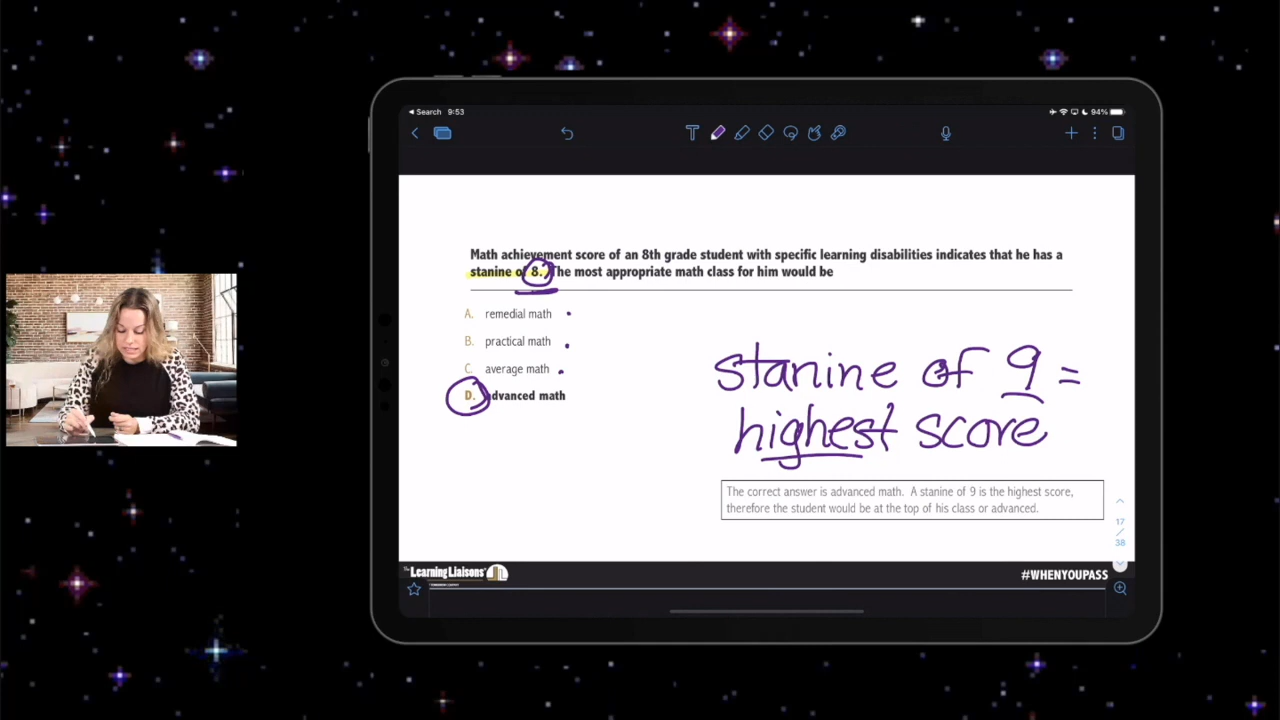 Search 9:53
94%
Math achievement score of an 8th grade student with specific learning disabilities indicates that he has a
stanine of 8. The most appropriate math class for him would be
A. remedial math
B. practical math
C. average math
D. advanced math
stanine of 9 =
highest score
The correct answer is advanced math. A stanine of 9 is the highest score,
therefore the student would be at the top of his class or advanced.
17
/
38
The Learning Liaisons
#WHENYOUPASS